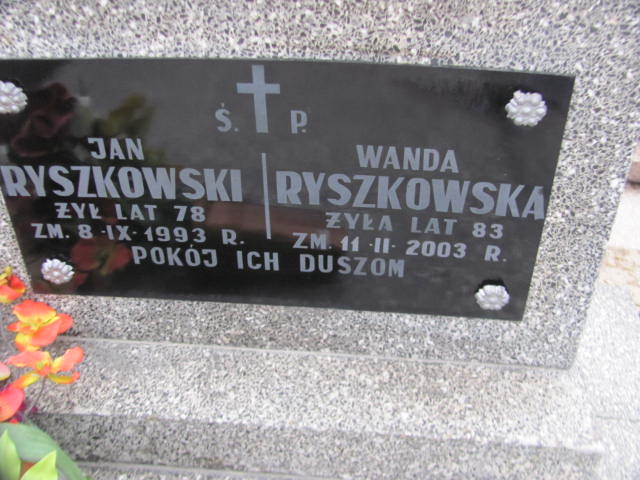 Ś. P.
JAN
RYSZKOWSKI
ŻYŁ LAT 78
ZM. 8-IX-1993 R.
WANDA
RYSZKOWSKA
ŻYŁA LAT 83
ZM. 11-II-2003 R.
POKÓJ ICH DUSZOM